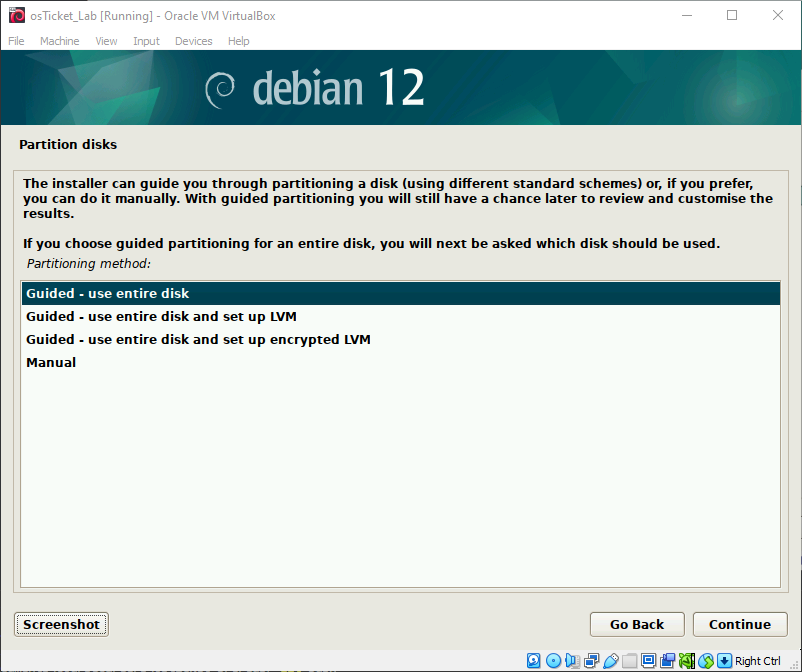 osTicket_Lab [Running] - Oracle VM VirtualBox
File Machine View Input Devices Help
debian 12
Partition disks
The installer can guide you through partitioning a disk (using different standard schemes) or, if you prefer,
you can do it manually. With guided partitioning you will still have a chance later to review and customise the
results.
If you choose guided partitioning for an entire disk, you will next be asked which disk should be used.
Partitioning method:
Guided - use entire disk
Guided - use entire disk and set up LVM
Guided - use entire disk and set up encrypted LVM
Manual
Screenshot
Go Back
Continue
Right Ctrl